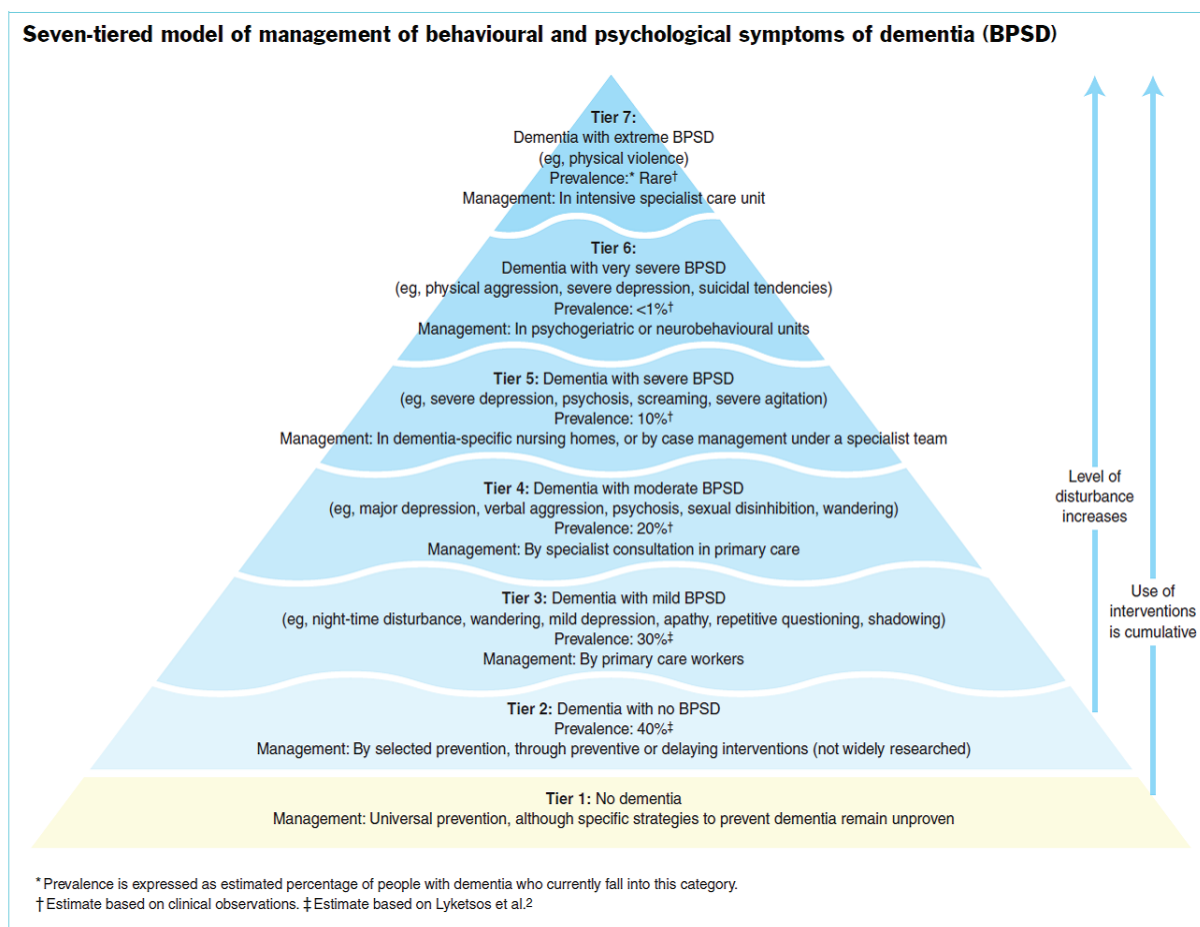 Seven-tiered model of management of behavioural and psychological symptoms of dementia (BPSD)
Tier 7:
Dementia with extreme BPSD
(eg, physical violence)
Prevalence:* Rare†
Management: In intensive specialist care unit
Tier 6:
Dementia with very severe BPSD
(eg, physical aggression, severe depression, suicidal tendencies)
Prevalence: <1%†
Management: In psychogeriatric or neurobehavioural units
Tier 5: Dementia with severe BPSD
(eg, severe depression, psychosis, screaming, severe agitation)
Prevalence: 10%†
Management: In dementia-specific nursing homes, or by case management under a specialist team
Tier 4: Dementia with moderate BPSD
(eg, major depression, verbal aggression, psychosis, sexual disinhibition, wandering)
Prevalence: 20%†
Management: By specialist consultation in primary care
Tier 3: Dementia with mild BPSD
(eg, night-time disturbance, wandering, mild depression, apathy, repetitive questioning, shadowing)
Prevalence: 30%‡
Management: By primary care workers
Tier 2: Dementia with no BPSD
Prevalence: 40%‡
Management: By selected prevention, through preventive or delaying interventions (not widely researched)
Tier 1: No dementia
Management: Universal prevention, although specific strategies to prevent dementia remain unproven
Level of
disturbance
increases
Use of
interventions
is cumulative
*Prevalence is expressed as estimated percentage of people with dementia who currently fall into this category.
†Estimate based on clinical observations. ‡Estimate based on Lyketsos et al.2